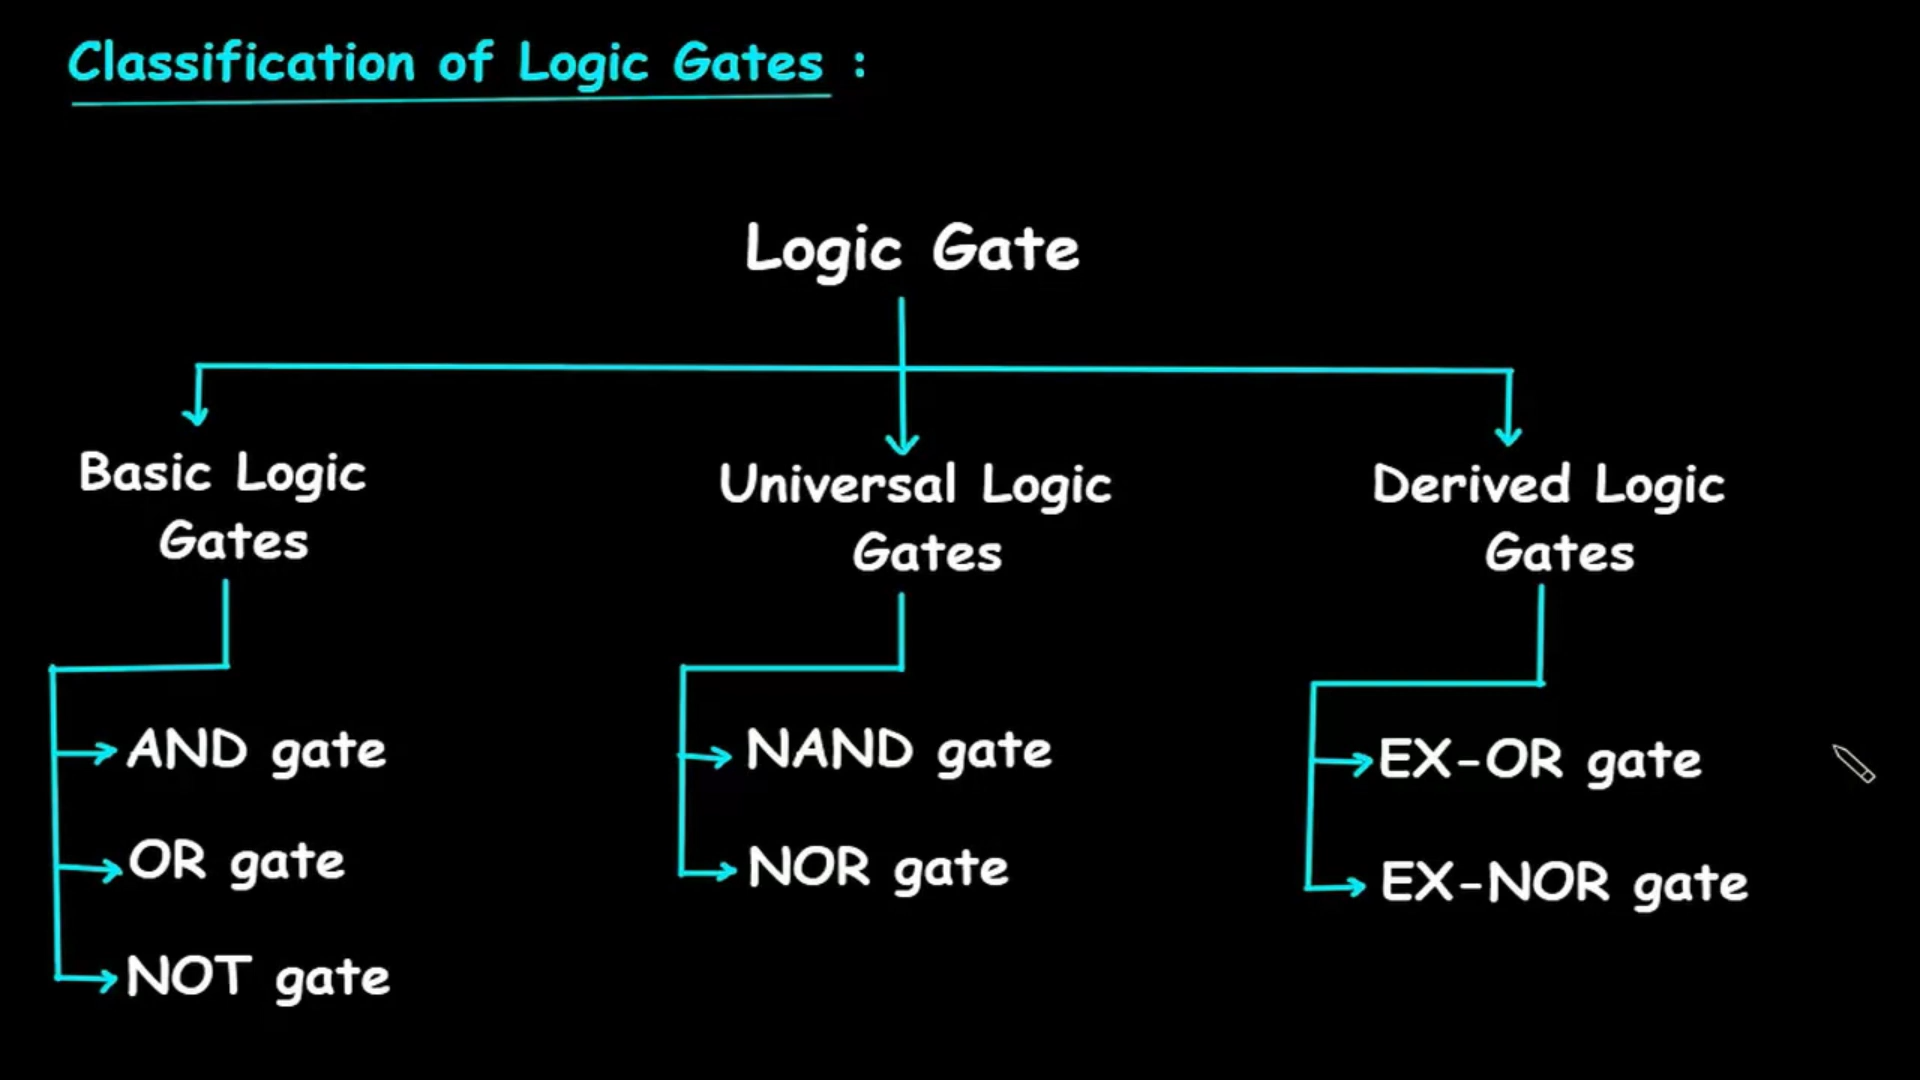 Classification of Logic Gates :
Logic Gate
Basic Logic
Gates
AND gate
OR gate
NOT gate
Universal Logic
Gates
NAND gate
NOR gate
Derived Logic
Gates
EX-OR gate
EX-NOR gate